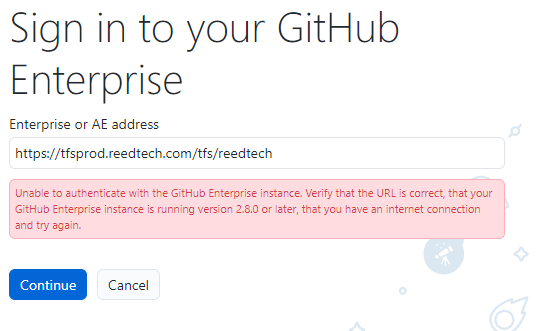 Sign in to your GitHub
Enterprise
Enterprise or AE address
https://tfsprod.reedtech.com/tfs/reedtech
Unable to authenticate with the GitHub Enterprise instance. Verify that the URL is correct, that your
GitHub Enterprise instance is running version 2.8.0 or later, that you have an internet connection
and try again.
Continue Cancel